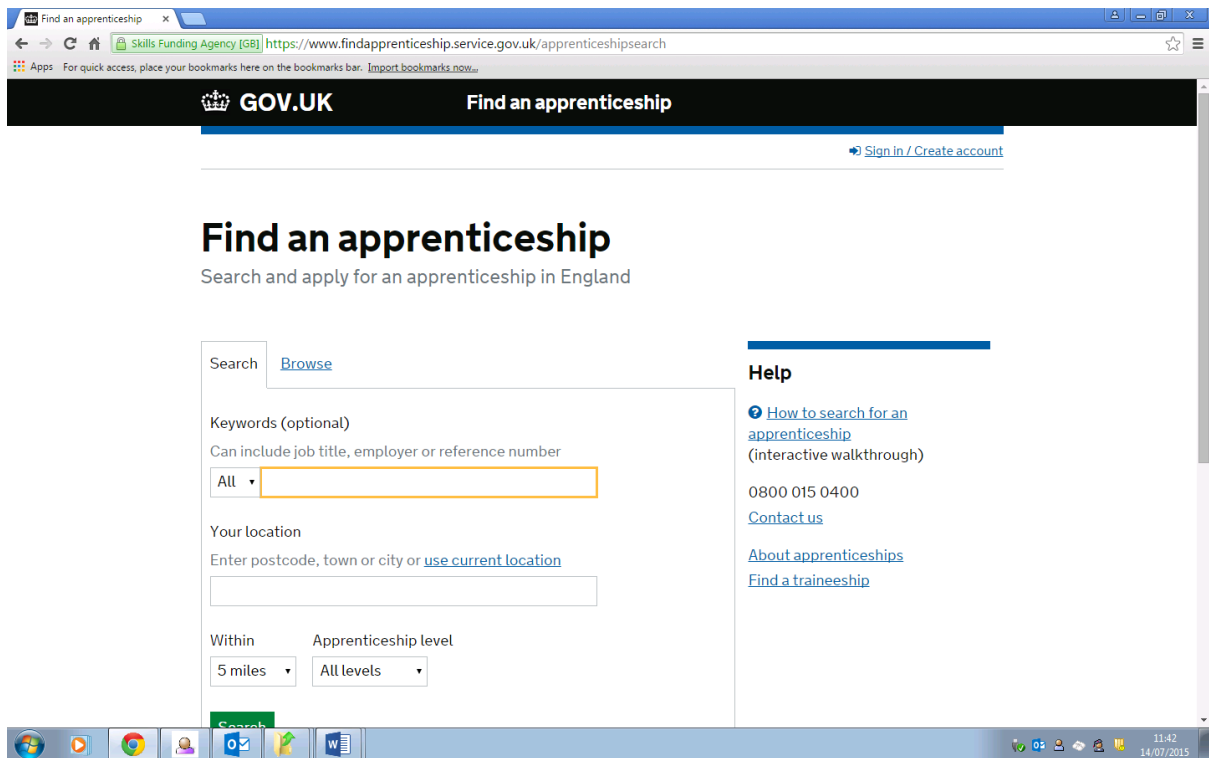 Find an apprenticeship
Skills Funding Agency [GB] https://www.findapprenticeship.service.gov.uk/apprenticeshipsearch
Apps For quick access, place your bookmarks here on the bookmarks bar. Import bookmarks now...
GOV.UK Find an apprenticeship
Sign in / Create account
Find an apprenticeship
Search and apply for an apprenticeship in England
Search Browse
Keywords (optional)
Can include job title, employer or reference number
All
Your location
Enter postcode, town or city or use current location
Within Apprenticeship level
5 miles All levels
Search
Help
How to search for an
apprenticeship
(interactive walkthrough)
0800 015 0400
Contact us
About apprenticeships
Find a traineeship
11:42
14/07/2015